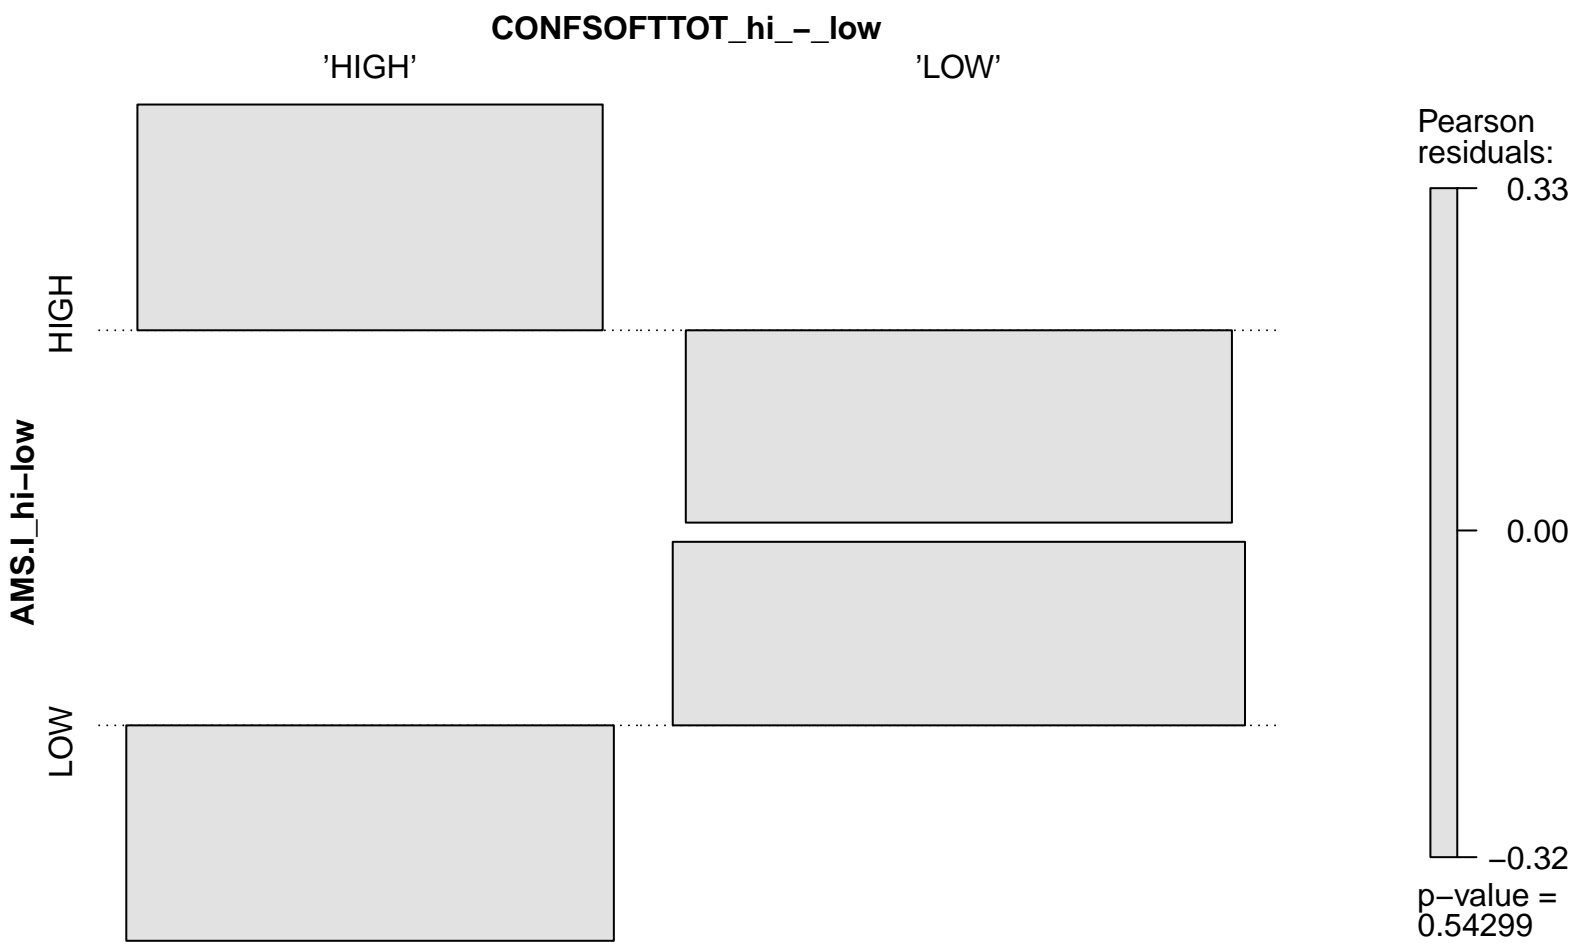 CONFSOFTTOT_hi_−_low
’HIGH’ ’LOW’
AMS.I_hi−low
HIGH
LOW
Pearson
residuals:
0.33
0.00
−0.32
p−value =
0.54299